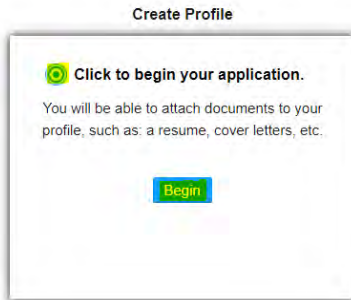 Create Profile
Click to begin your application.
You will be able to attach documents to your
profile, such as: a resume, cover letters, etc.
Begin